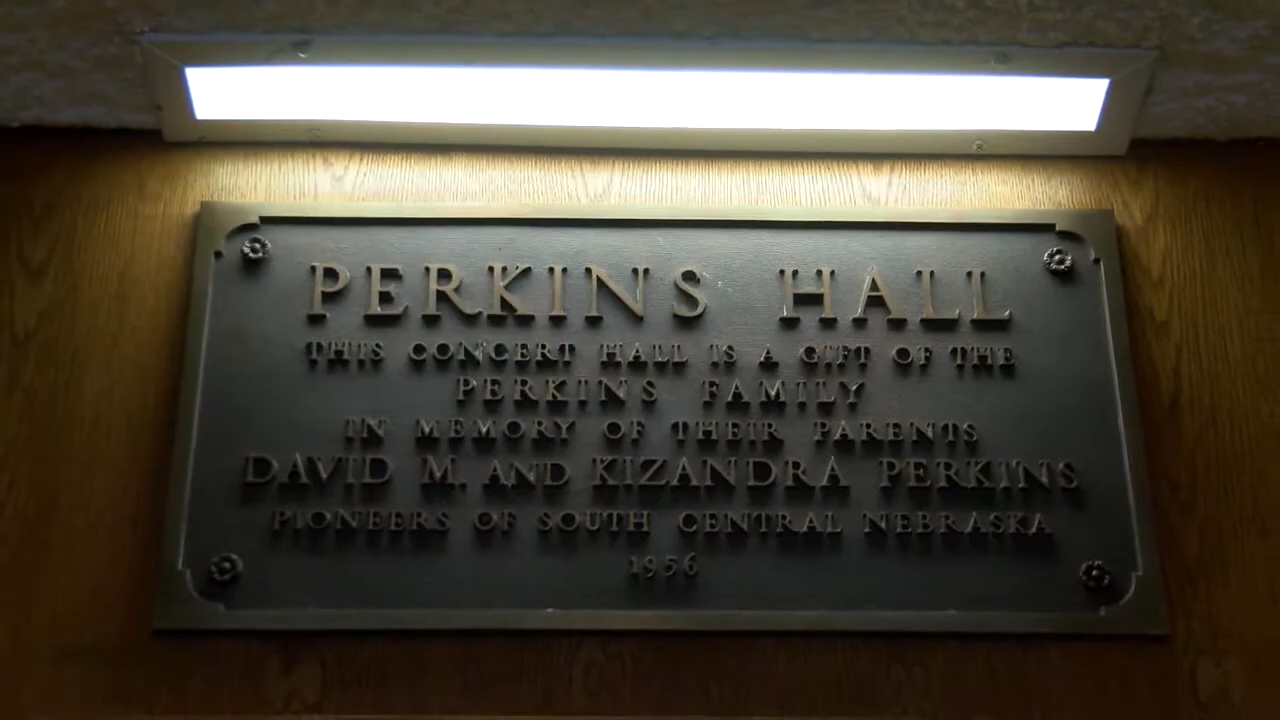 PERKINS HALL
THIS CONCERT HALL IS A GIFT OF THE
PERKINS FAMILY
IN MEMORY OF THEIR PARENTS
DAVID M. AND KIZANDRA PERKINS
PIONEERS OF SOUTH CENTRAL NEBRASKA
1956